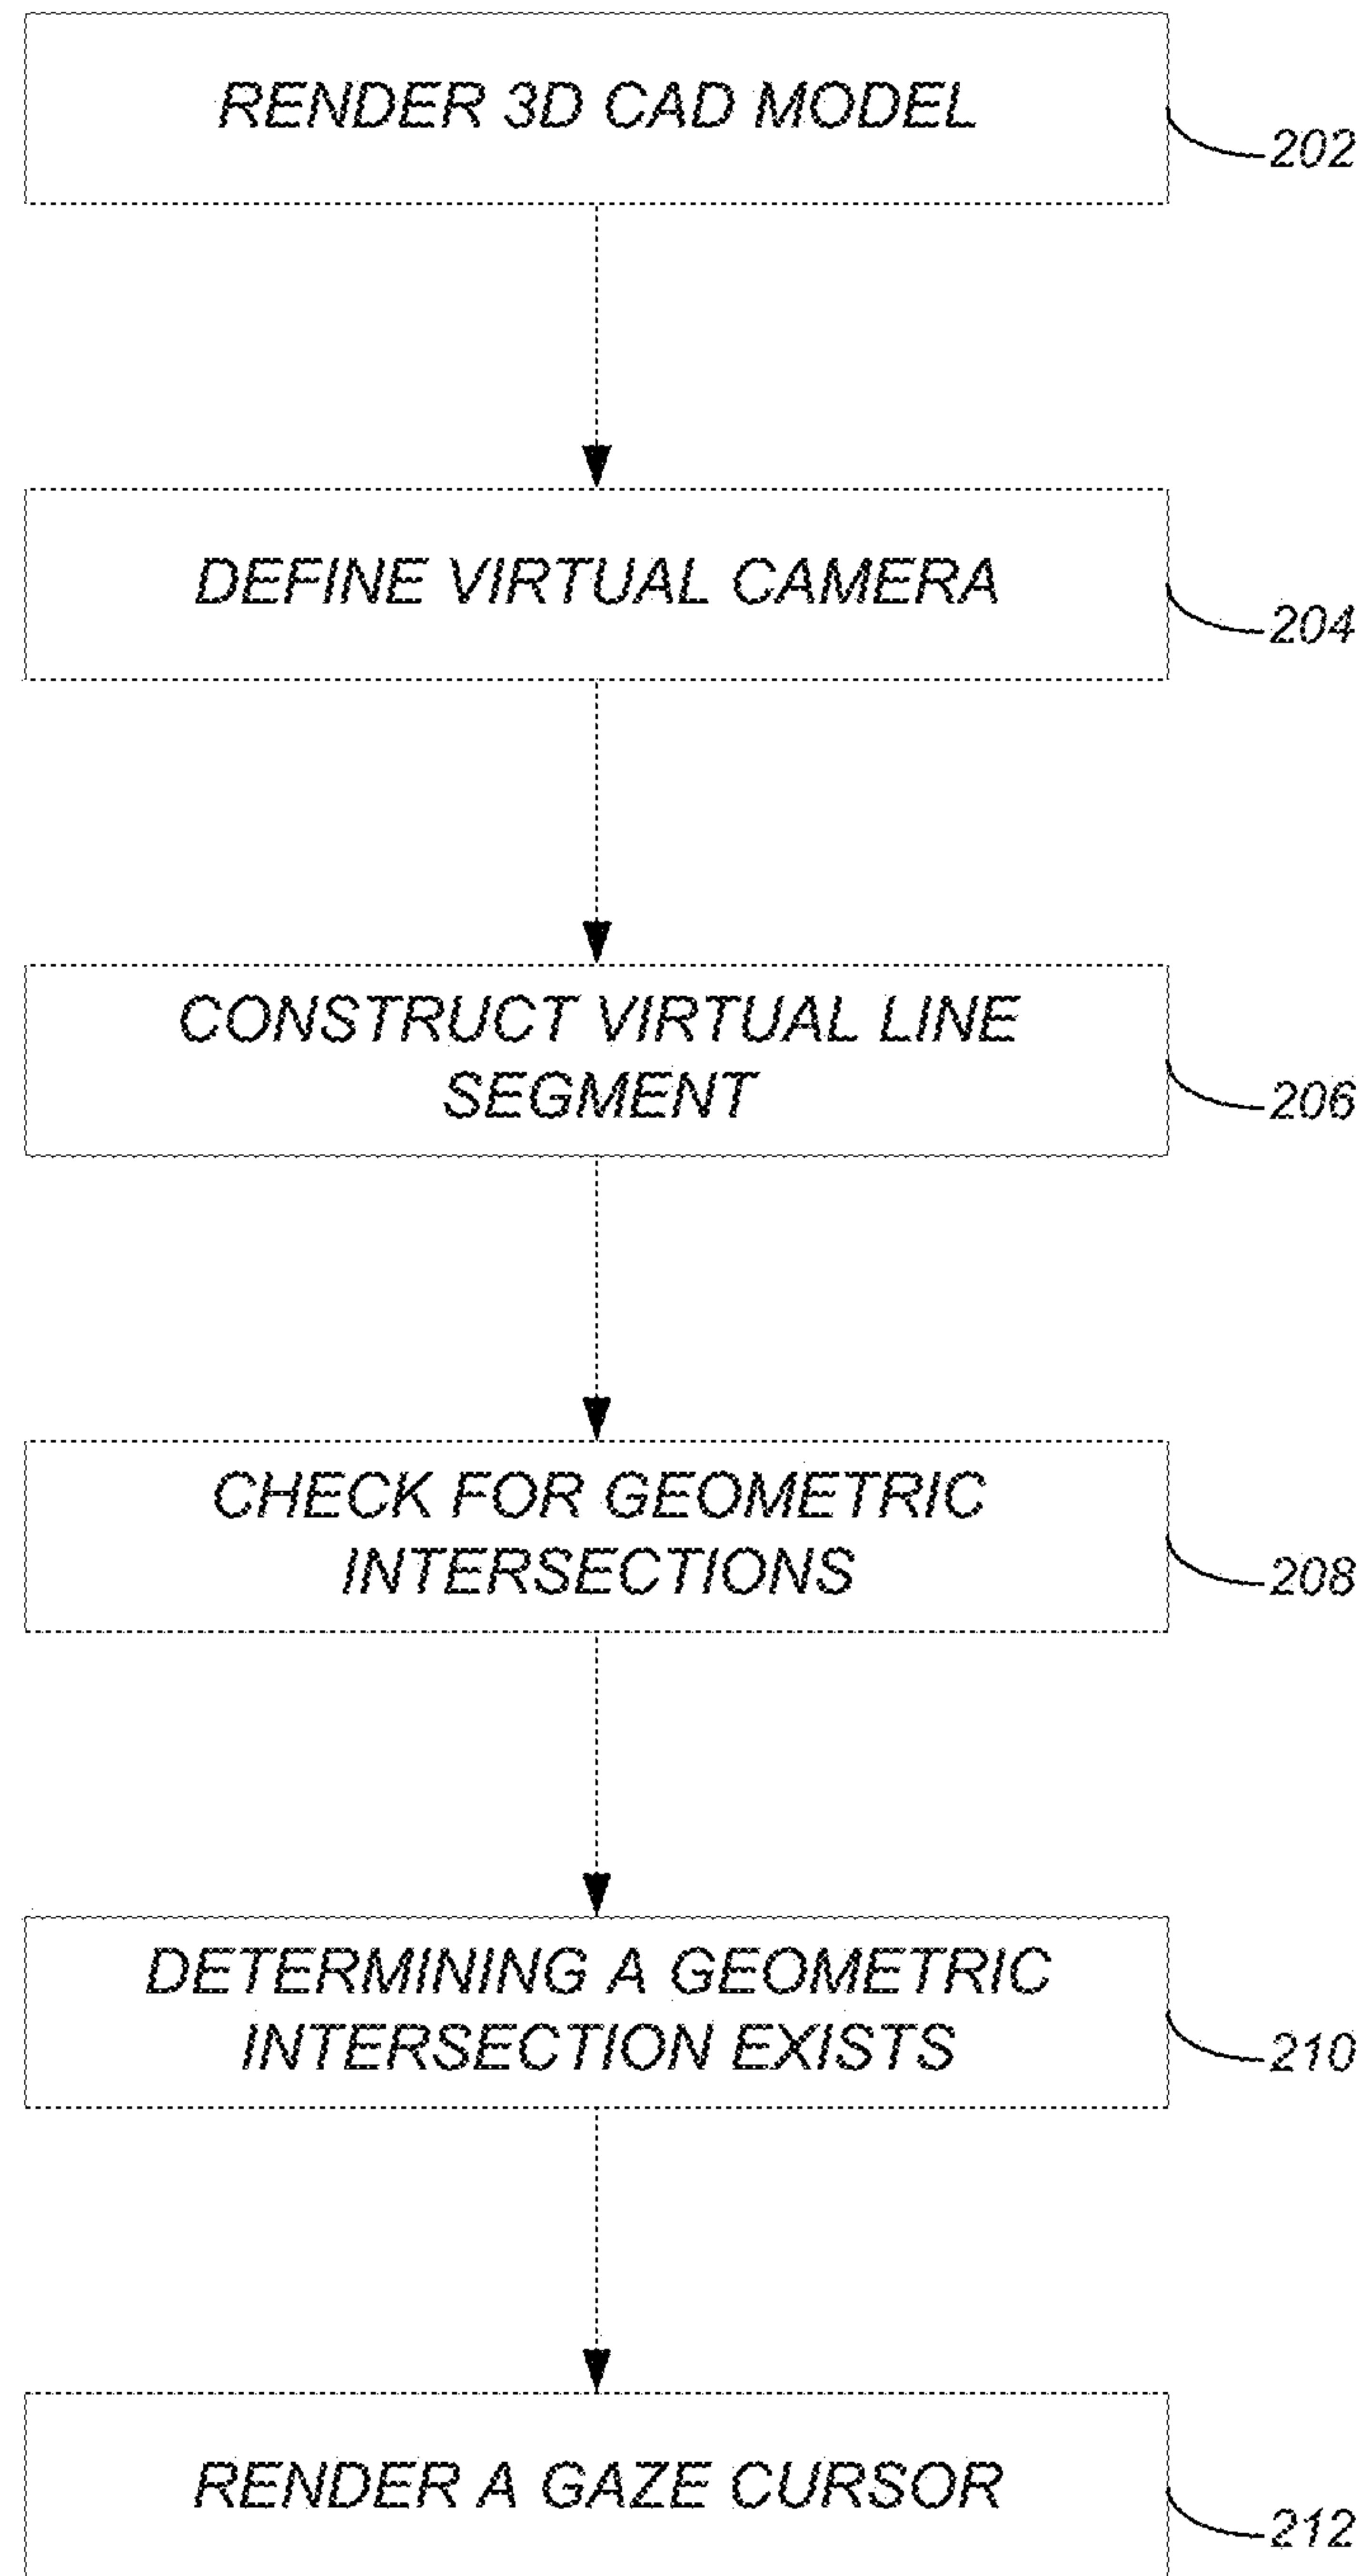 RENDER 3D CAD MODEL
202
DEFINE VIRTUAL CAMERA
204
CONSTRUCT VIRTUAL LINE
SEGMENT
206
CHECK FOR GEOMETRIC
INTERSECTIONS
208
DETERMINING A GEOMETRIC
INTERSECTION EXISTS
210
RENDER A GAZE CURSOR
212